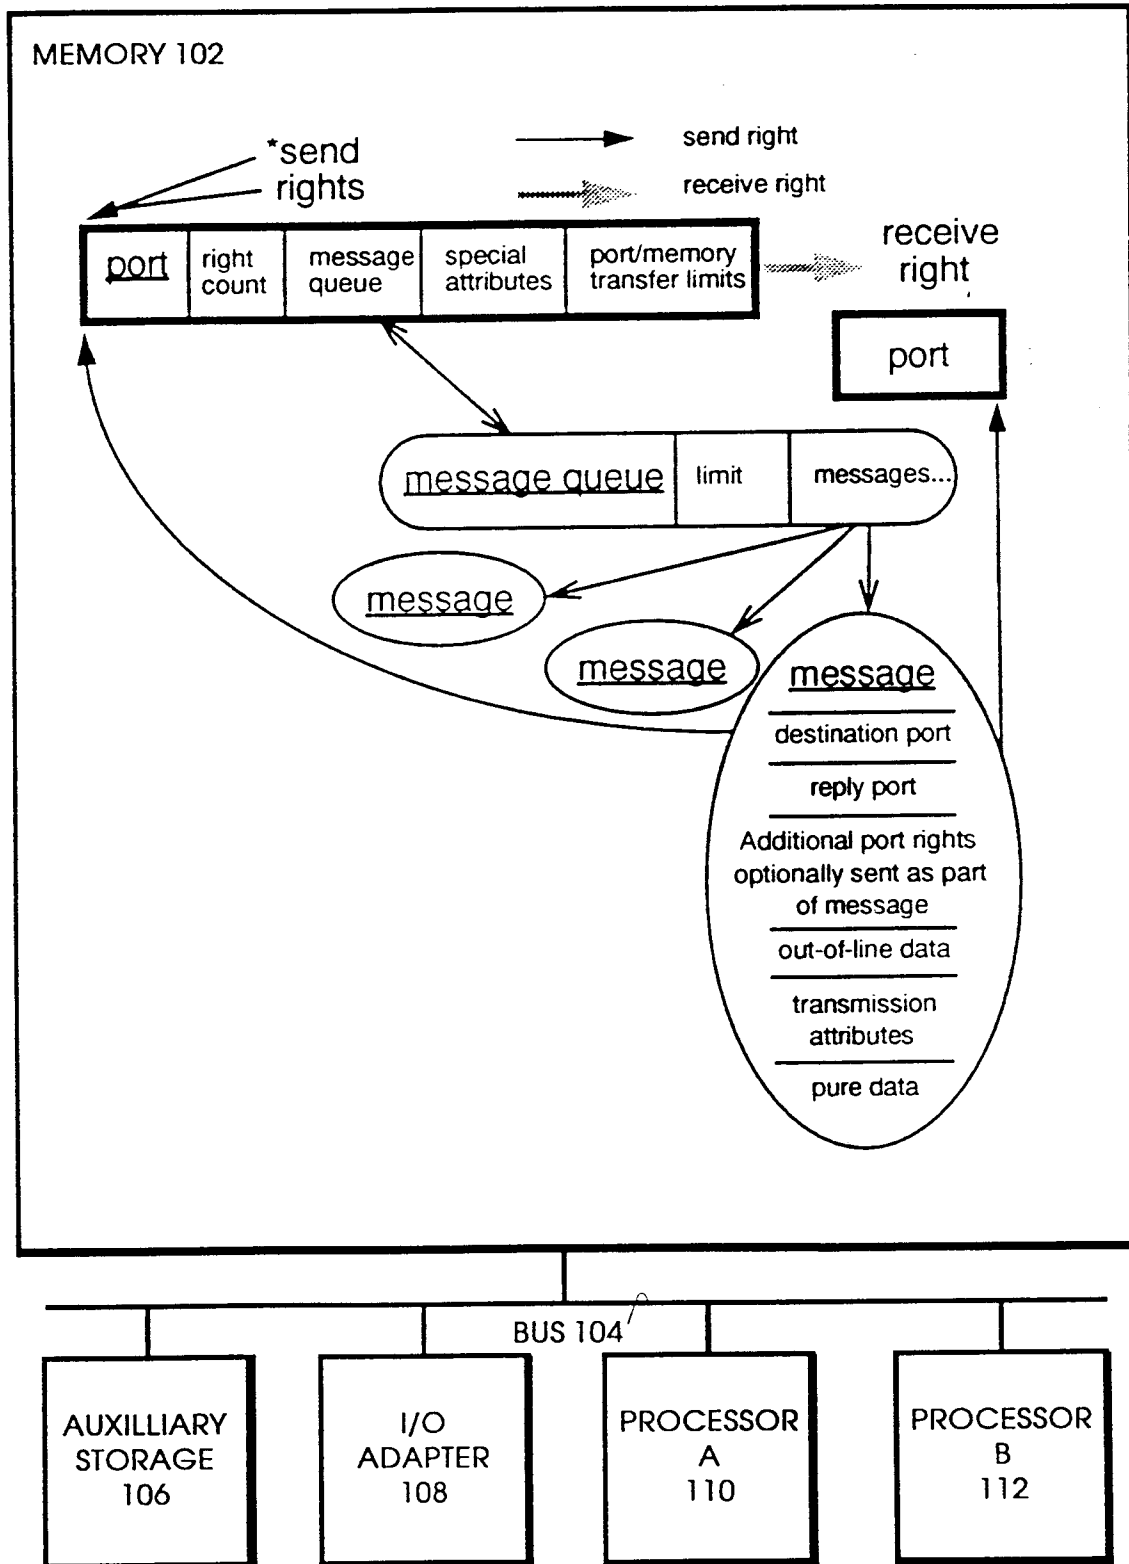 MEMORY 102
*send
rights
send right
receive right
port
right
count
message
queue
special
attributes
port/memory
transfer limits
receive
right
port
message queue
limit
messages...
message
message
message
destination port
reply port
Additional port rights
optionally sent as part
of message
out-of-line data
transmission
attributes
pure data
BUS 104
AUXILLIARY
STORAGE
106
I/O
ADAPTER
108
PROCESSOR
A
110
PROCESSOR
B
112